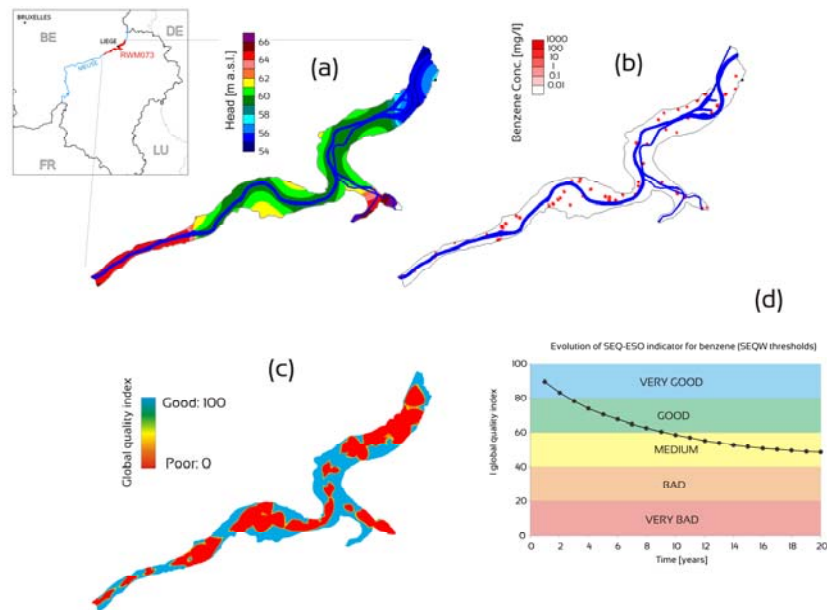 BRUXELLES
BE
DE
LIEGE
RWM073
MEUSE
FR
LU
(a)
Head [m a.s.l.]
66
64
62
60
58
56
54
(b)
Benzene Conc. [mg/l]
1000
100
10
1
0.1
0.01
(c)
Global quality index
Good: 100
Poor: 0
(d)
Evolution of SEQ-ESO indicator for benzene (SEQW thresholds)
I global quality index
100
80
60
40
20
0
VERY GOOD
GOOD
MEDIUM
BAD
VERY BAD
0 2 4 6 8 10 12 14 16 18 20
Time [years]